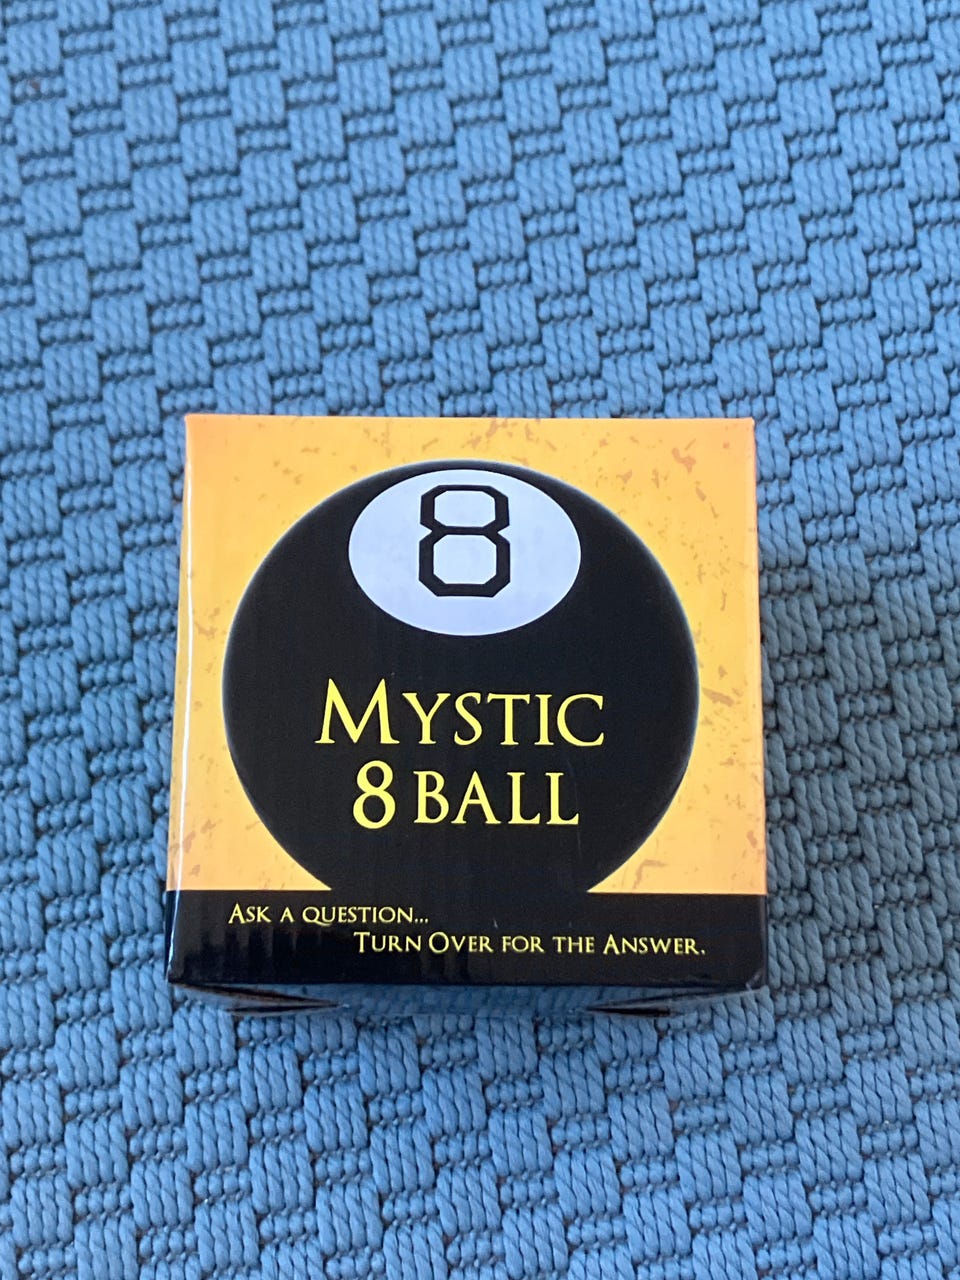 8
MYSTIC
8 BALL
ASK A QUESTION...
TURN OVER FOR THE ANSWER.